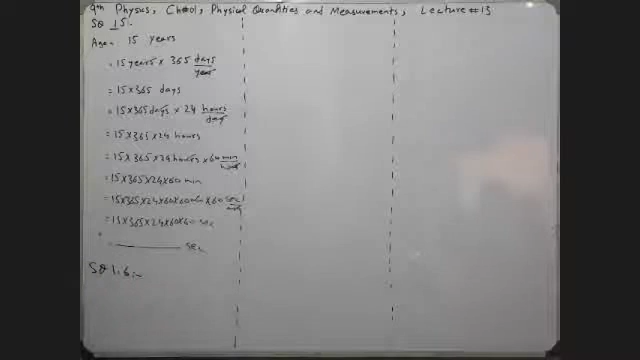 9th Physics, Ch#01, Physical Quantities and Measurements, Lecture #13
SQ 1.5:
Age = 15 years
= 15 years × 365 days/year
= 15×365 days
= 15×365 days × 24 hours/day
= 15×365×24 hours
= 15×365×24 hours × 60 min/hour
= 15×365×24×60 min
= 15×365×24×60 min × 60 sec/min
= 15×365×24×60×60 sec
= ________ sec
SQ 1.6:-